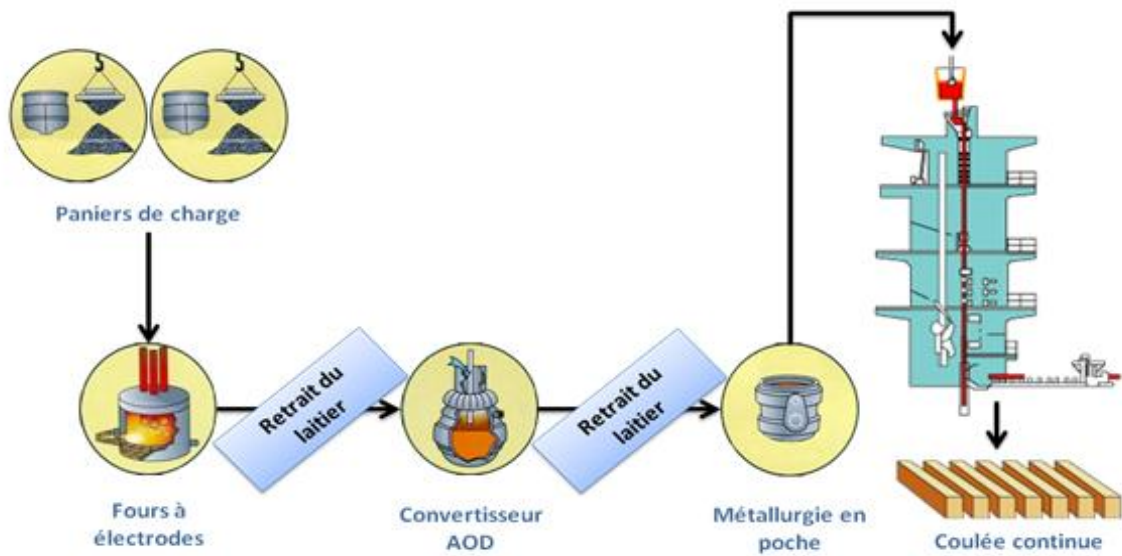 Paniers de charge
Retrait du
laitier
Retrait du
laitier
Fours à
électrodes
Convertisseur
AOD
Métallurgie en
poche
Coulée continue